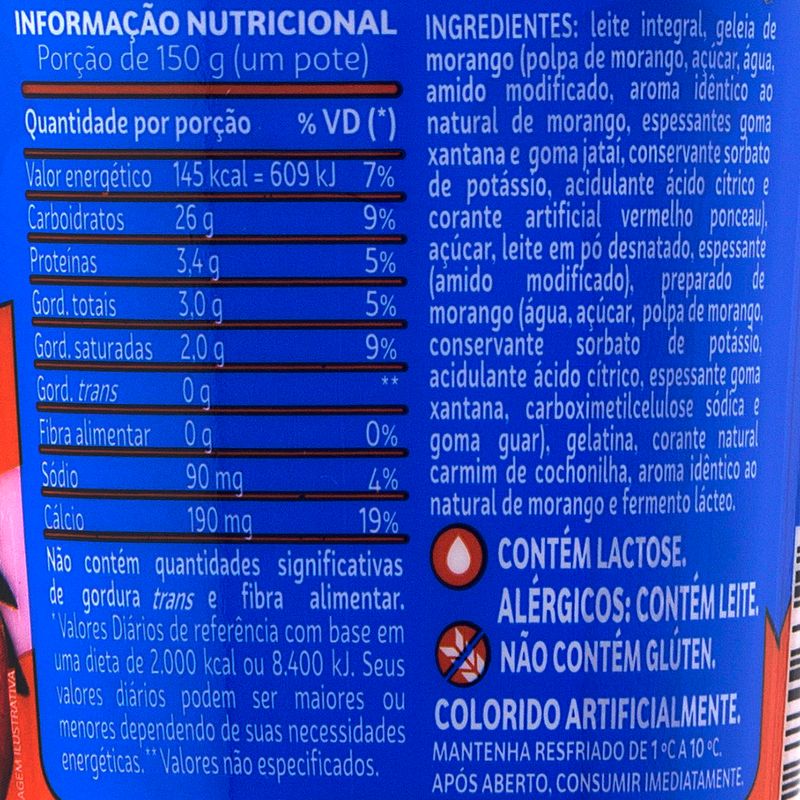 INFORMAÇÃO NUTRICIONAL
Porção de 150 g (um pote)
Quantidade por porção % VD (*)
Valor energético 145 kcal = 609 kJ 7%
Carboidratos 26 g 9%
Proteínas 3,4 g 5%
Gord. totais 3,0 g 5%
Gord. saturadas 2,0 g 9%
Gord. trans 0 g **
Fibra alimentar 0 g 0%
Sódio 90 mg 4%
Cálcio 190 mg 19%
Não contém quantidades significativas
de gordura trans e fibra alimentar.
*Valores Diários de referência com base em
uma dieta de 2.000 kcal ou 8.400 kJ. Seus
valores diários podem ser maiores ou
menores dependendo de suas necessidades
energéticas. **Valores não especificados.
INGREDIENTES: leite integral, geleia de
morango (polpa de morango, açúcar, água,
amido modificado, aroma idêntico ao
natural de morango, espessantes goma
xantana e goma jataí, conservante sorbato
de potássio, acidulante ácido cítrico e
corante artificial vermelho ponceau),
açúcar, leite em pó desnatado, espessante
(amido modificado), preparado de
morango (água, açúcar, polpa de morango,
conservante sorbato de potássio,
acidulante ácido cítrico, espessante goma
xantana, carboximetilcelulose sódica e
goma guar), gelatina, corante natural
carmim de cochonilha, aroma idêntico ao
natural de morango e fermento lácteo.
CONTÉM LACTOSE.
ALÉRGICOS: CONTÉM LEITE.
NÃO CONTÉM GLÚTEN.
COLORIDO ARTIFICIALMENTE.
MANTENHA RESFRIADO DE 1 ºC A 10 ºC.
APÓS ABERTO, CONSUMIR IMEDIATAMENTE.
AGEM ILUSTRATIVA